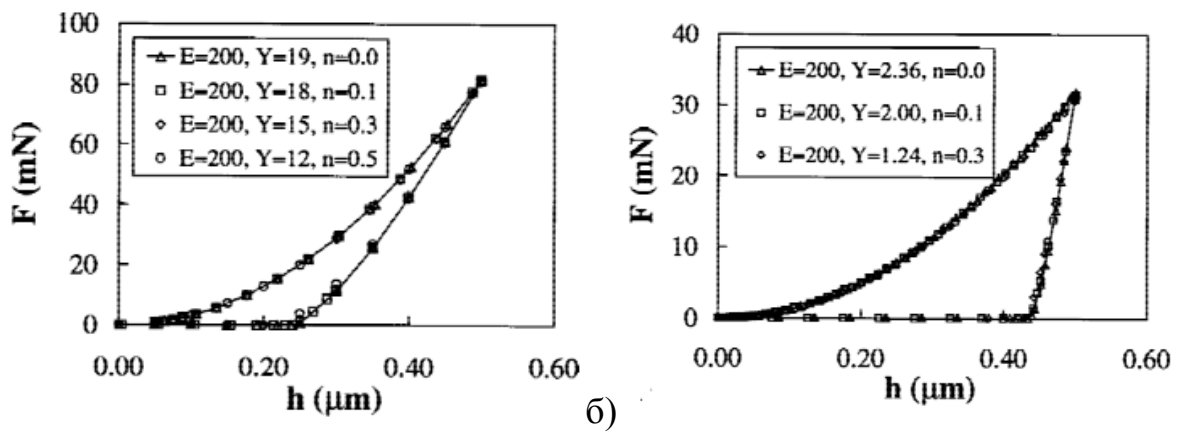 100
80
60
40
20
0
F (mN)
E=200, Y=19, n=0.0
E=200, Y=18, n=0.1
E=200, Y=15, n=0.3
E=200, Y=12, n=0.5
0.00 0.20 0.40 0.60
h (μm)
б)
40
30
20
10
0
F (mN)
E=200, Y=2.36, n=0.0
E=200, Y=2.00, n=0.1
E=200, Y=1.24, n=0.3
0.00 0.20 0.40 0.60
h (μm)